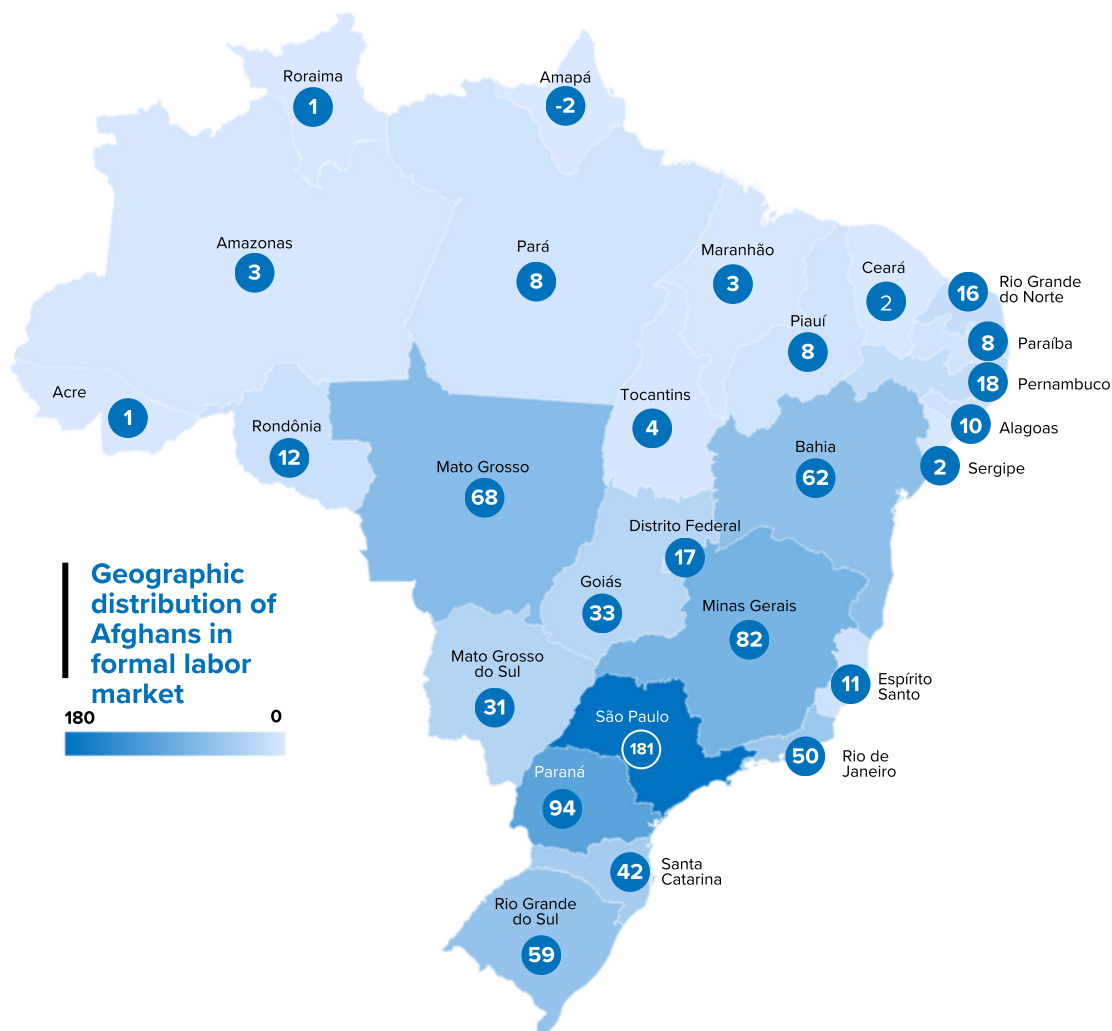 Roraima
1
Amapá
-2
Amazonas
3
Pará
8
Maranhão
3
Ceará
2
Rio Grande
do Norte
16
Piauí
8
Paraíba
8
Pernambuco
18
Acre
1
Rondônia
12
Tocantins
4
Alagoas
10
Bahia
62
Sergipe
2
Mato Grosso
68
Distrito Federal
17
Goiás
33
Minas Gerais
82
Geographic
distribution of
Afghans in
formal labor
market
180
0
Mato Grosso
do Sul
31
Espírito
Santo
11
São Paulo
181
Rio de
Janeiro
50
Paraná
94
Santa
Catarina
42
Rio Grande
do Sul
59